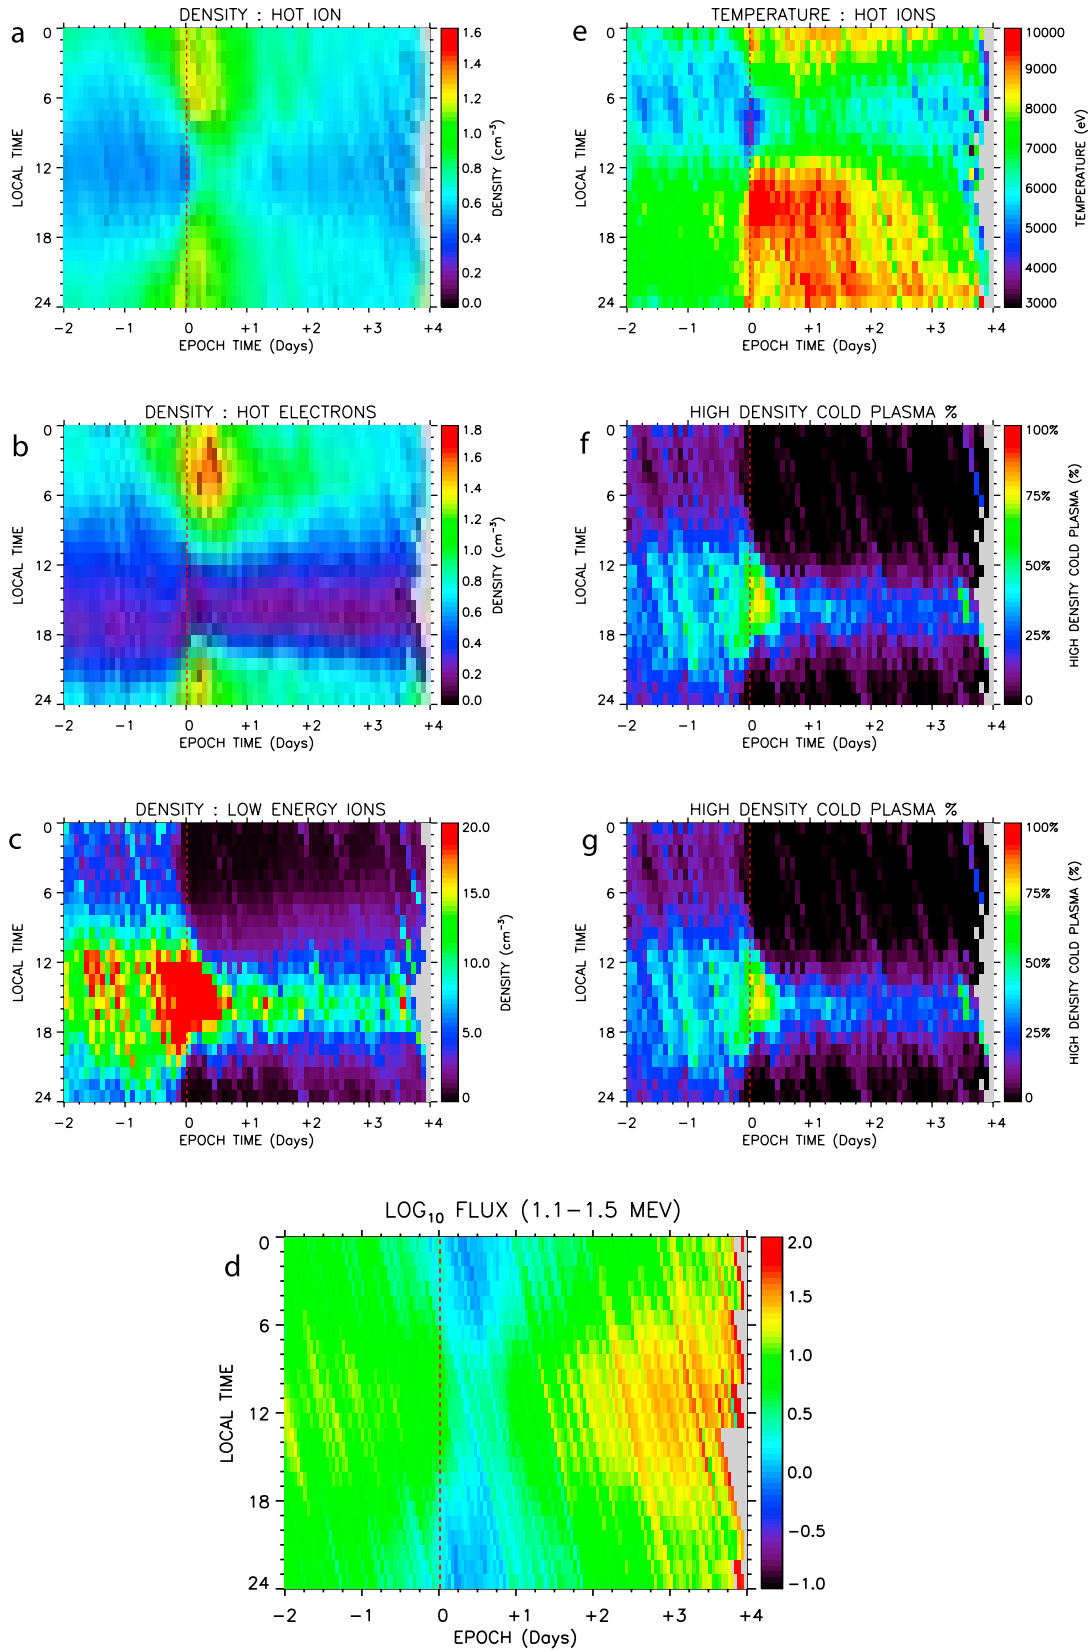 a
DENSITY : HOT ION
0
6
12
18
24
LOCAL TIME
-2 -1 0 +1 +2 +3 +4
EPOCH TIME (Days)
1.6
1.4
1.2
1.0
0.8
0.6
0.4
0.2
0.0
DENSITY (cm⁻³)
e
TEMPERATURE : HOT IONS
0
6
12
18
24
LOCAL TIME
-2 -1 0 +1 +2 +3 +4
EPOCH TIME (Days)
10000
9000
8000
7000
6000
5000
4000
3000
TEMPERATURE (eV)
b
DENSITY : HOT ELECTRONS
0
6
12
18
24
LOCAL TIME
-2 -1 0 +1 +2 +3 +4
EPOCH TIME (Days)
1.8
1.6
1.4
1.2
1.0
0.8
0.6
0.4
0.2
0.0
DENSITY (cm⁻³)
f
HIGH DENSITY COLD PLASMA %
0
6
12
18
24
LOCAL TIME
-2 -1 0 +1 +2 +3 +4
EPOCH TIME (Days)
100%
75%
50%
25%
0
HIGH DENSITY COLD PLASMA (%)
c
DENSITY : LOW ENERGY IONS
0
6
12
18
24
LOCAL TIME
-2 -1 0 +1 +2 +3 +4
EPOCH TIME (Days)
20.0
15.0
10.0
5.0
0
DENSITY (cm⁻³)
g
HIGH DENSITY COLD PLASMA %
0
6
12
18
24
LOCAL TIME
-2 -1 0 +1 +2 +3 +4
EPOCH TIME (Days)
100%
75%
50%
25%
0
HIGH DENSITY COLD PLASMA (%)
d
LOG₁₀ FLUX (1.1-1.5 MEV)
0
6
12
18
24
LOCAL TIME
-2 -1 0 +1 +2 +3 +4
EPOCH (Days)
2.0
1.5
1.0
0.5
0.0
-0.5
-1.0